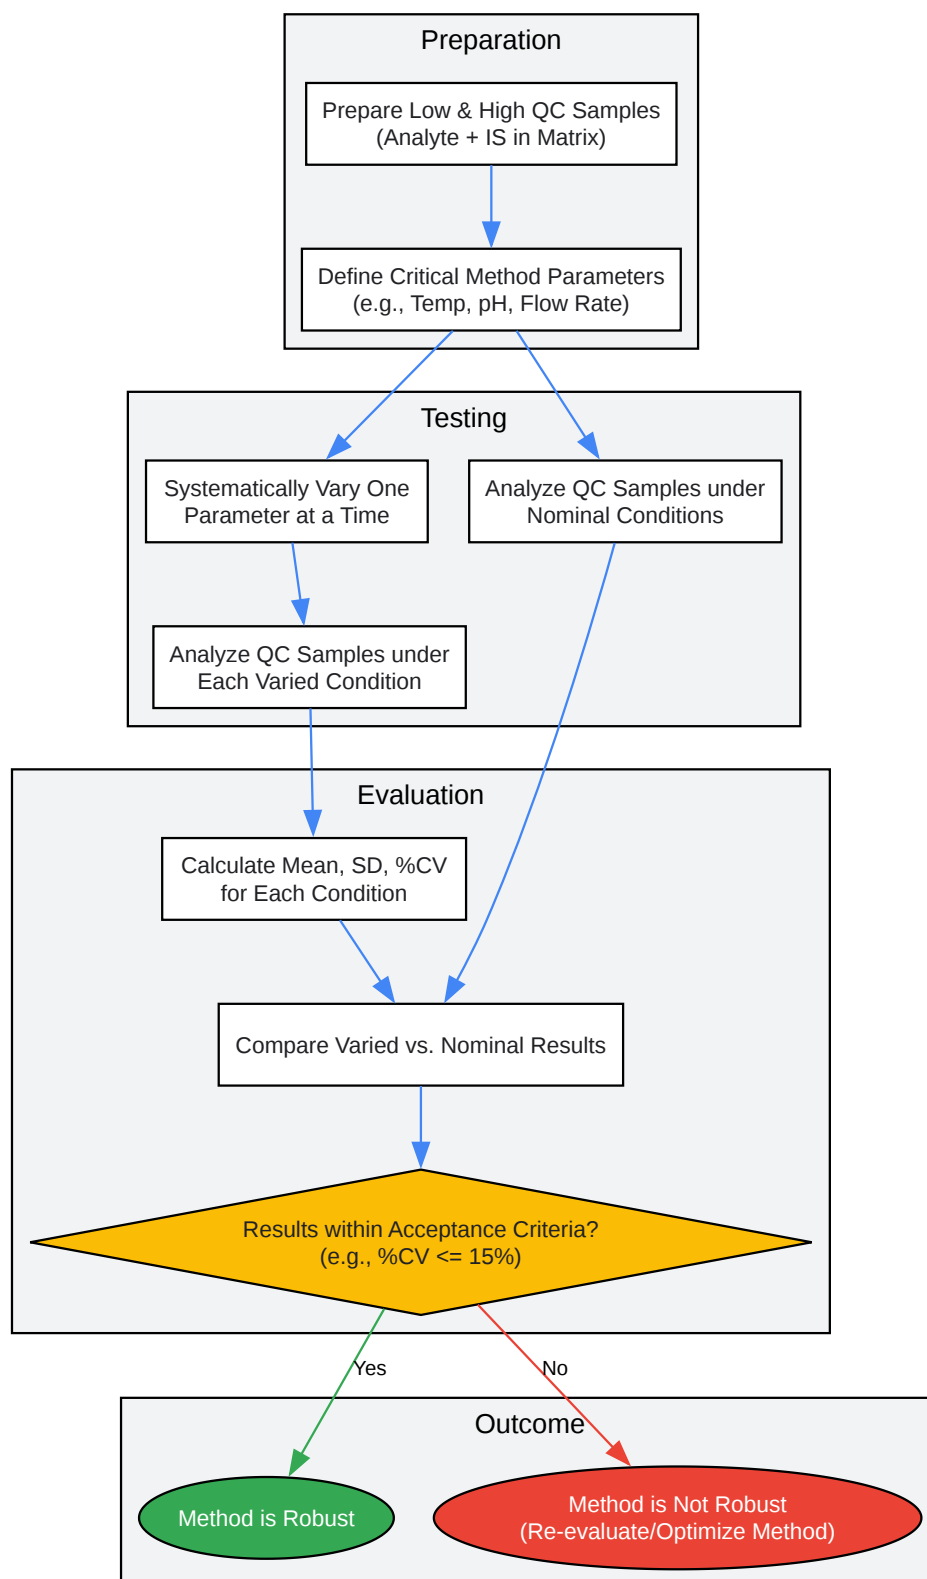 Preparation
Prepare Low & High QC Samples
(Analyte + IS in Matrix)
Define Critical Method Parameters
(e.g., Temp, pH, Flow Rate)
Testing
Systematically Vary One
Parameter at a Time
Analyze QC Samples under
Nominal Conditions
Analyze QC Samples under
Each Varied Condition
Evaluation
Calculate Mean, SD, %CV
for Each Condition
Compare Varied vs. Nominal Results
Results within Acceptance Criteria?
(e.g., %CV <= 15%)
Yes
No
Outcome
Method is Robust
Method is Not Robust
(Re-evaluate/Optimize Method)